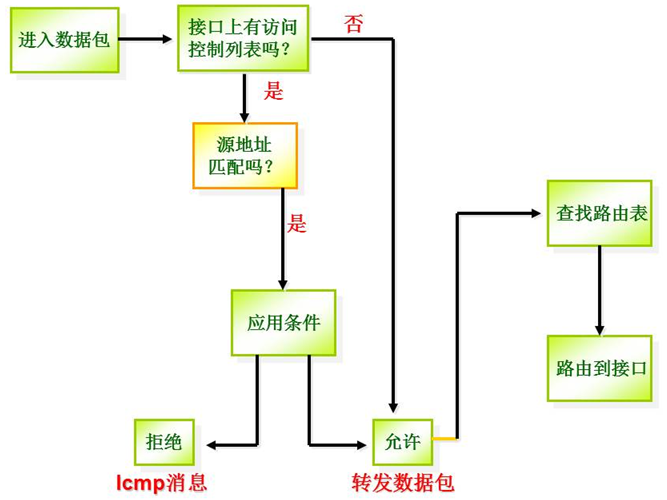 进入数据包
接口上有访问
控制列表吗？
否
是
源地址
匹配吗？
是
应用条件
拒绝
Icmp消息
允许
转发数据包
查找路由表
路由到接口